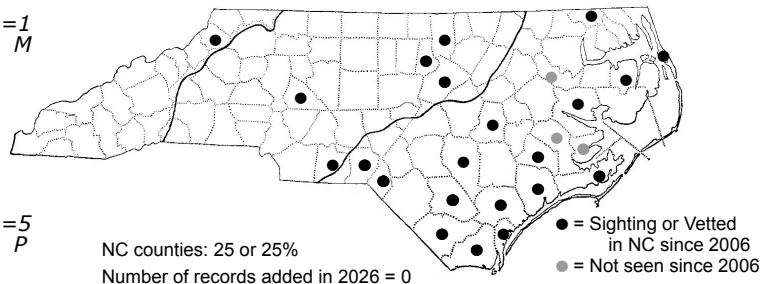 =1
M
=5
P
NC counties: 25 or 25%
Number of records added in 2026 = 0
= Sighting or Vetted
in NC since 2006
= Not seen since 2006